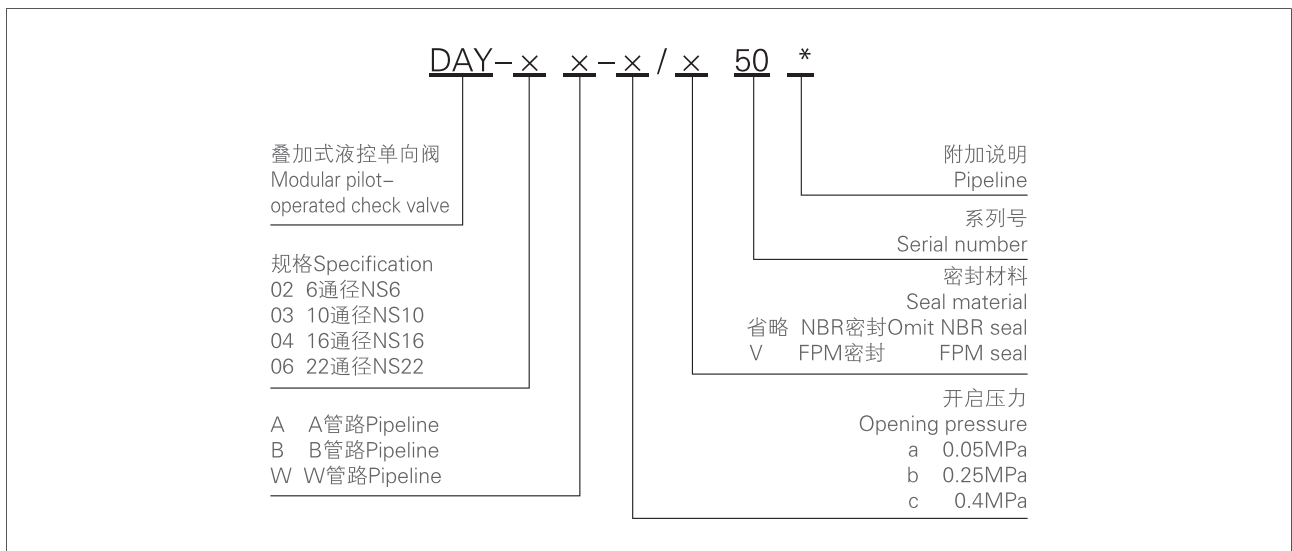 DAY–× ×–×/× 50 *
叠加式液控单向阀
Modular pilot–
operated check valve
规格Specification
02 6通径NS6
03 10通径NS10
04 16通径NS16
06 22通径NS22
A A管路Pipeline
B B管路Pipeline
W W管路Pipeline
附加说明
Pipeline
系列号
Serial number
密封材料
Seal material
省略 NBR密封Omit NBR seal
V FPM密封 FPM seal
开启压力
Opening pressure
a 0.05MPa
b 0.25MPa
c 0.4MPa